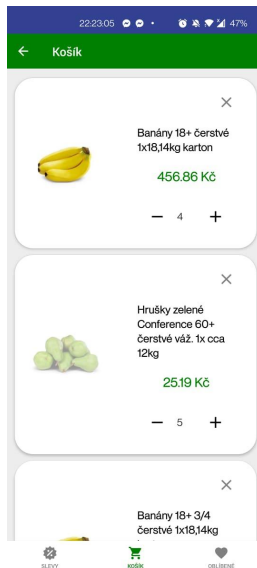 22:23:05 47%
Košík
Banány 18+ čerstvé
1x18,14kg karton
456.86 Kč
4
Hrušky zelené
Conference 60+
čerstvé váž. 1x cca
12kg
25.19 Kč
5
Banány 18+ 3/4
čerstvé 1x18,14kg
SLEVY KOŠÍK OBLÍBENÉ